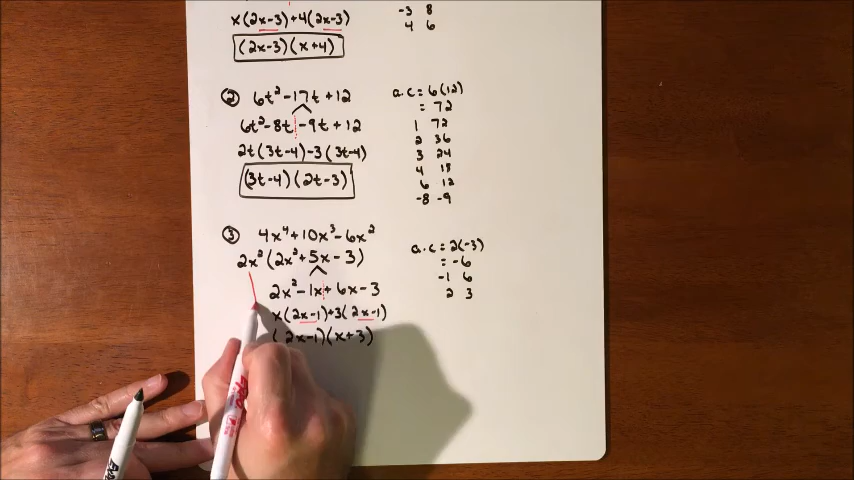 x(2x-3)+4(2x-3)
(2x-3)(x+4)
-3 8
4 6
② 6t²-17t+12
6t²-8t-9t+12
2t(3t-4)-3(3t-4)
(3t-4)(2t-3)
a.c = 6(12)
= 72
1 72
2 36
3 24
4 18
6 12
-8 -9
③ 4x⁴+10x³-6x²
2x²(2x²+5x-3)
2x²-1x+6x-3
x(2x-1)+3(2x-1)
(2x-1)(x+3)
a.c = 2(-3)
= -6
-1 6
2 3